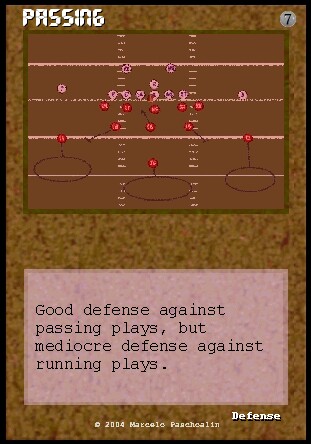 PASSING
7
Good defense against
passing plays, but
mediocre defense against
running plays.
Defense
© 2004 Marcelo Paschoalin